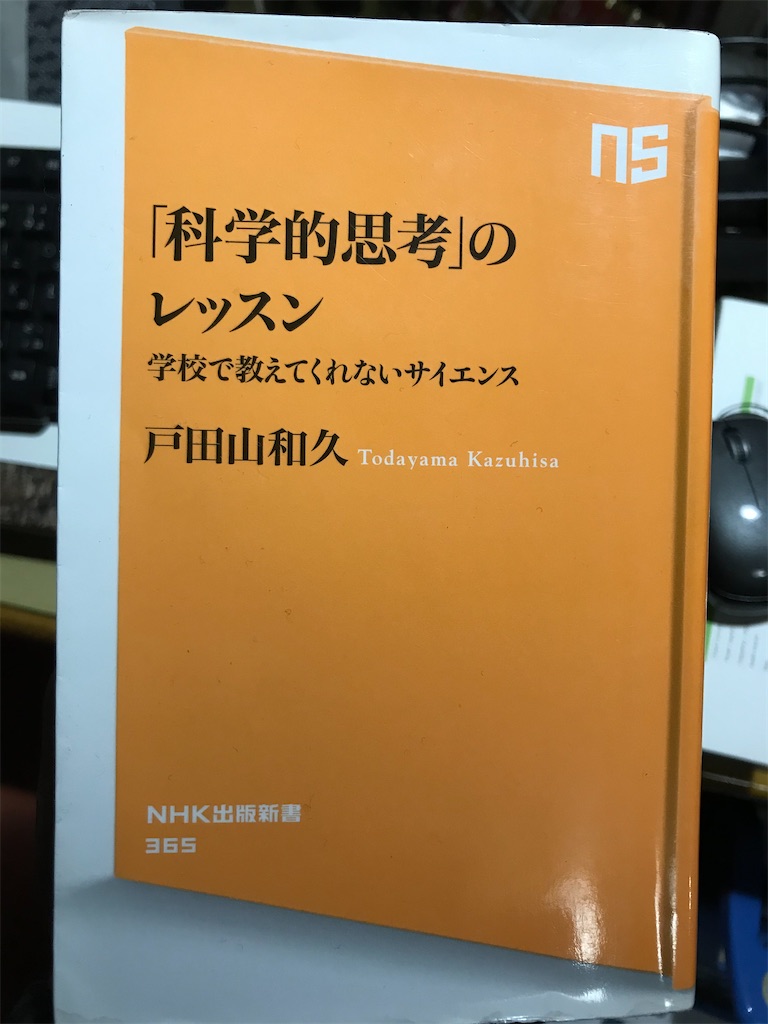 ns
「科学的思考」の
レッスン
学校で教えてくれないサイエンス
戸田山和久 Todayama Kazuhisa
NHK出版新書
365